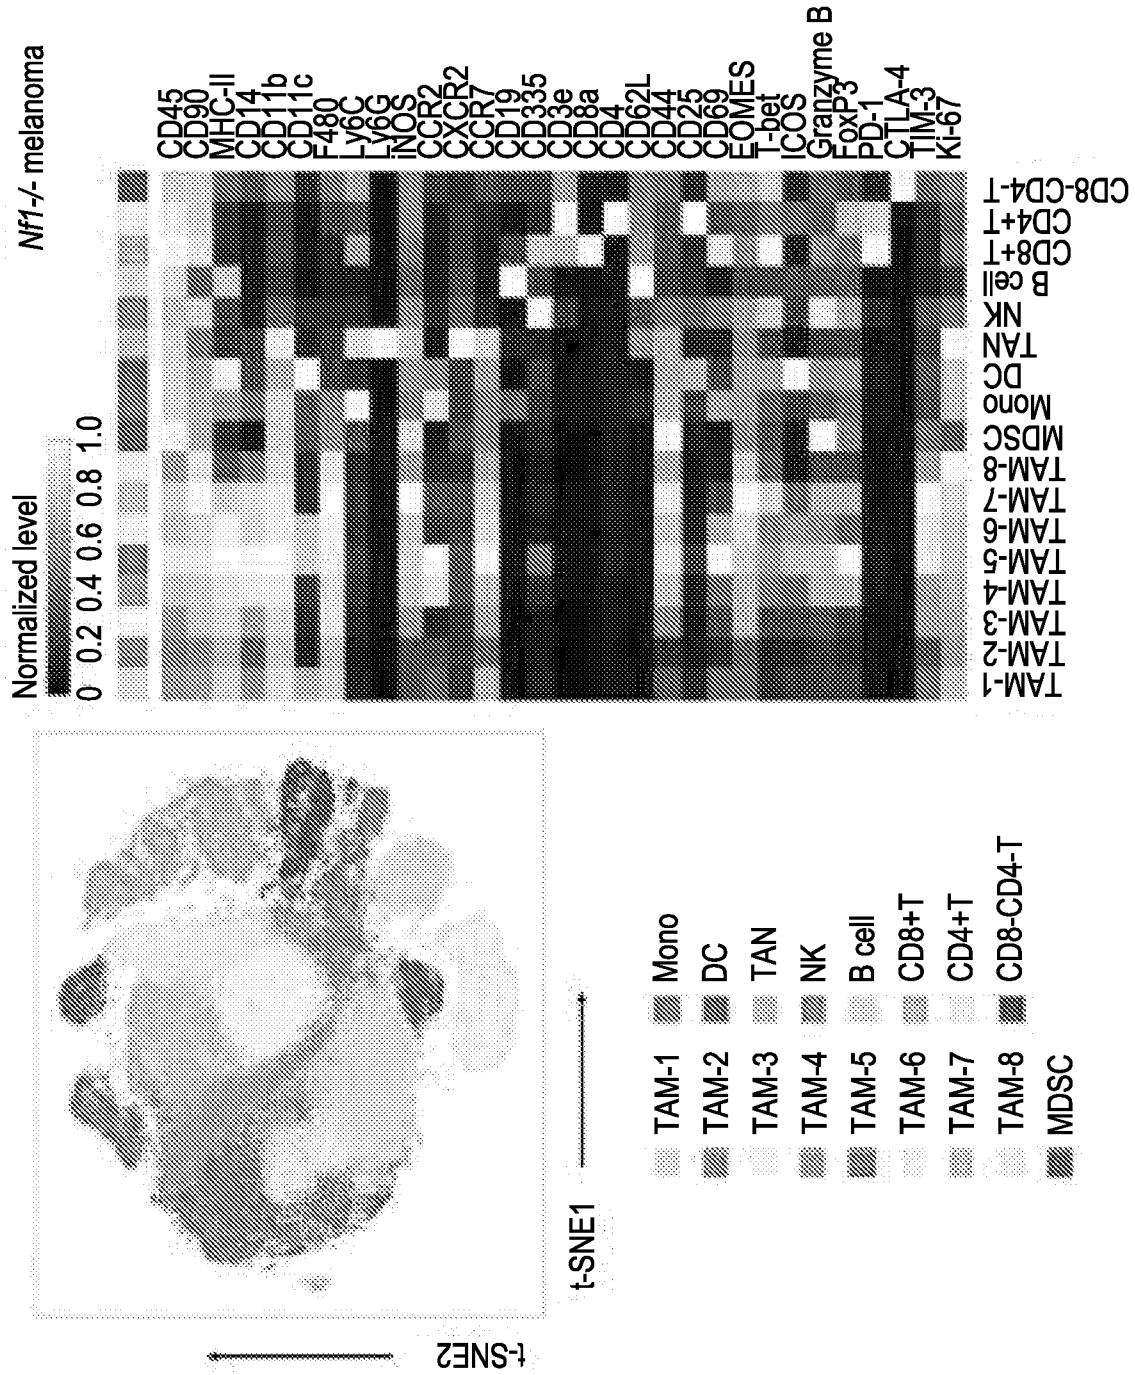 Nf1-/- melanoma
Normalized level
0 0.2 0.4 0.6 0.8 1.0
CD45
CD90
MHC-II
CD14
CD11b
CD11c
F480
Ly6C
Ly6G
iNOS
CCR2
CXCR2
CCR7
CD19
CD335
CD3e
CD8a
CD4
CD62L
CD44
CD25
CD69
EOMES
T-bet
ICOS
Granzyme B
FoxP3
PD-1
CTLA-4
TIM-3
Ki-67
TAM-1
TAM-2
TAM-3
TAM-4
TAM-5
TAM-6
TAM-7
TAM-8
MDSC
Mono
DC
TAN
NK
B cell
CD8+T
CD4+T
CD8-CD4-T
t-SNE2
t-SNE1
TAM-1
TAM-2
TAM-3
TAM-4
TAM-5
TAM-6
TAM-7
TAM-8
MDSC
Mono
DC
TAN
NK
B cell
CD8+T
CD4+T
CD8-CD4-T